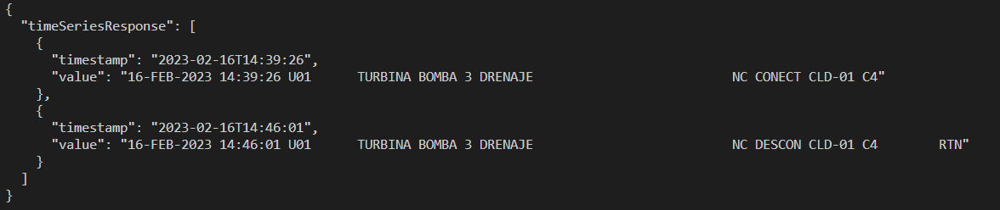 {
  "timeSeriesResponse": [
    {
      "timestamp": "2023-02-16T14:39:26",
      "value": "16-FEB-2023 14:39:26 U01      TURBINA BOMBA 3 DRENAJE                          NC CONECT CLD-01 C4"
    },
    {
      "timestamp": "2023-02-16T14:46:01",
      "value": "16-FEB-2023 14:46:01 U01      TURBINA BOMBA 3 DRENAJE                          NC DESCON CLD-01 C4        RTN"
    }
  ]
}